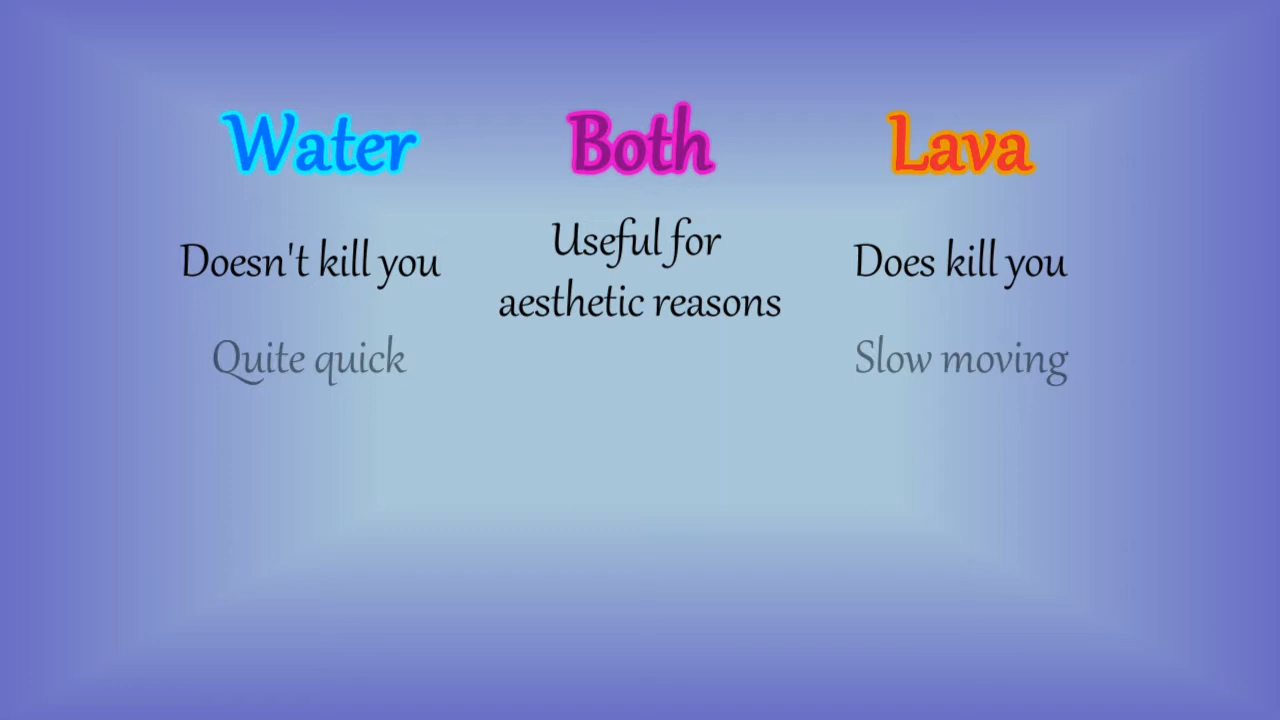 Water
Both
Lava
Doesn't kill you
Useful for
aesthetic reasons
Does kill you
Quite quick
Slow moving